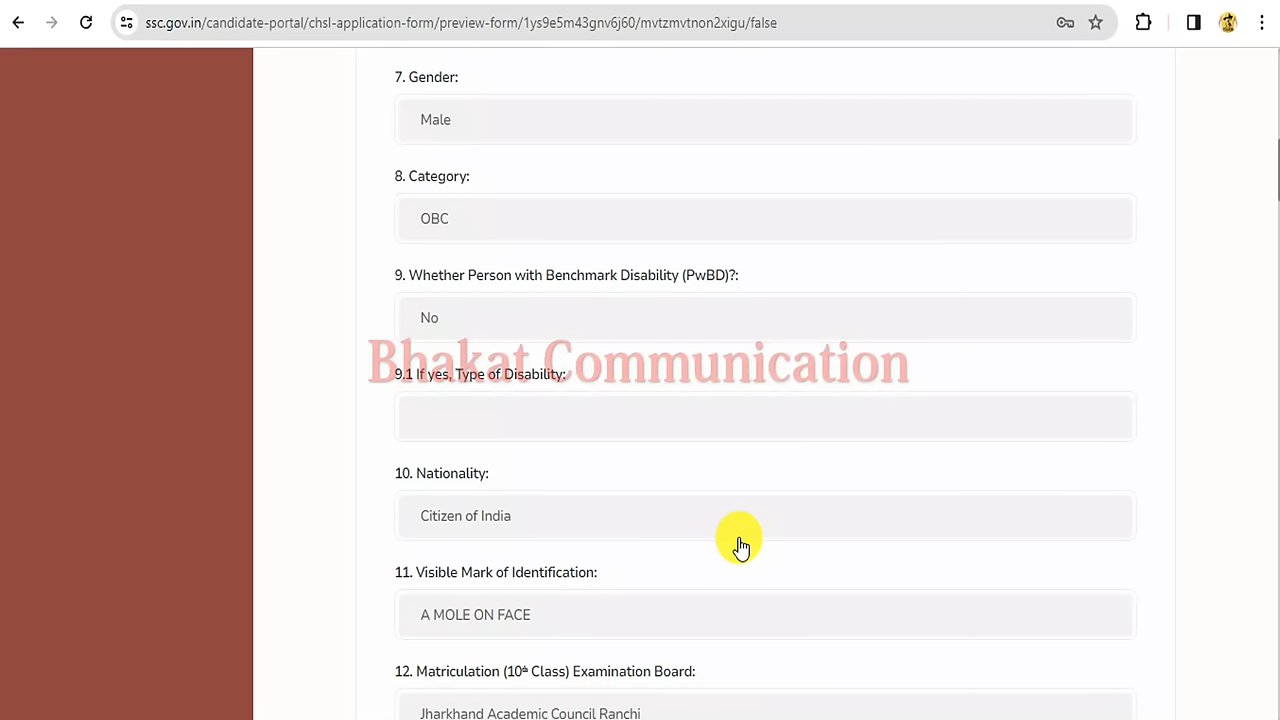 ssc.gov.in/candidate-portal/chsl-application-form/preview-form/1ys9e5m43gnv6j60/mvtzmvtnon2xigu/false
7. Gender:
Male
8. Category:
OBC
9. Whether Person with Benchmark Disability (PwBD)?:
No
Bhakat Communication
9.1 If yes, Type of Disability:
10. Nationality:
Citizen of India
11. Visible Mark of Identification:
A MOLE ON FACE
12. Matriculation (10ᵗʰ Class) Examination Board:
Jharkhand Academic Council Ranchi